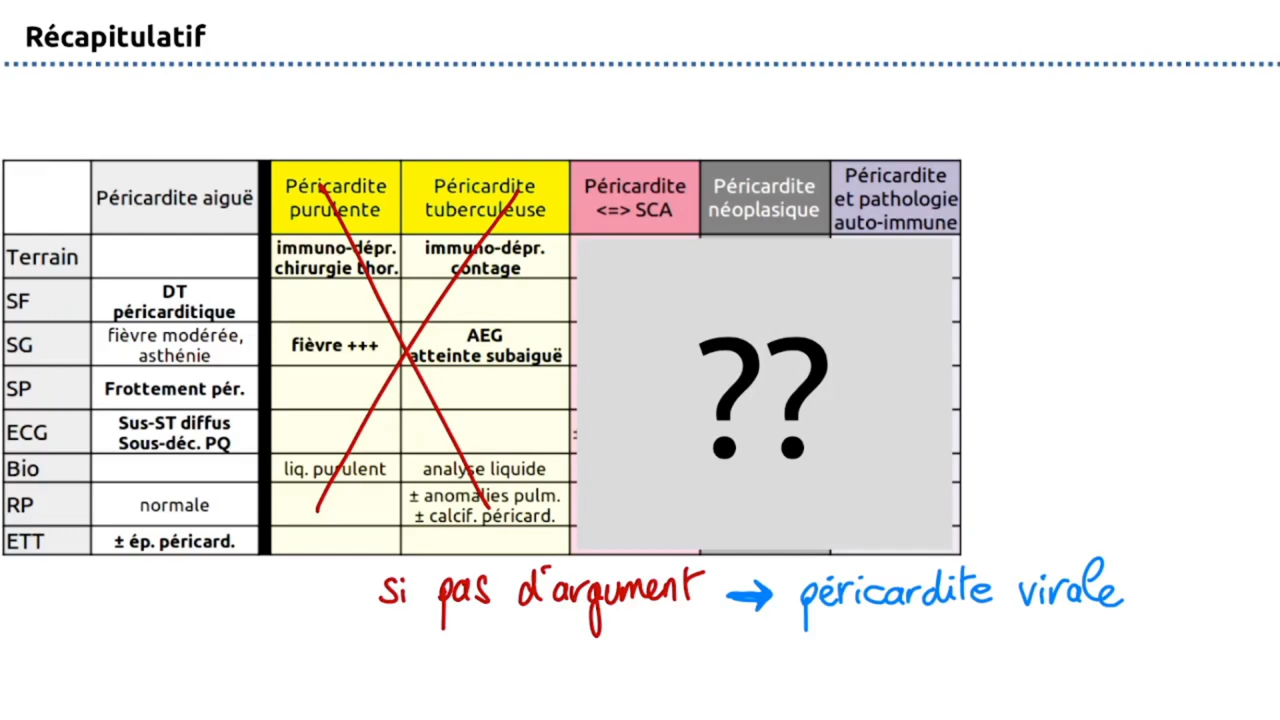 Récapitulatif
Péricardite aiguë
Péricardite
purulente
Péricardite
tuberculeuse
Péricardite
<=> SCA
Péricardite
néoplasique
Péricardite
et pathologie
auto-immune
Terrain
immuno-dépr.
chirurgie thor.
immuno-dépr.
contage
SF
DT
péricarditique
SG
fièvre modérée,
asthénie
fièvre +++
AEG
atteinte subaiguë
SP
Frottement pér.
ECG
Sus-ST diffus
Sous-déc. PQ
Bio
liq. purulent
analyse liquide
RP
normale
± anomalies pulm.
± calcif. péricard.
ETT
± ép. péricard.
??
si pas d'argument → péricardite virale